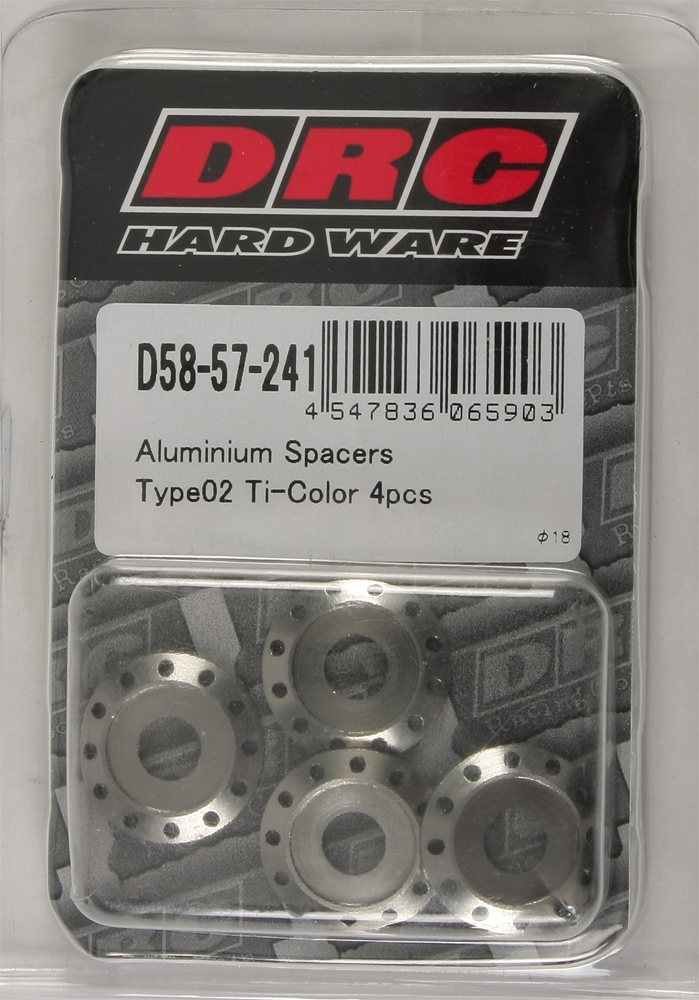 DRC
HARD WARE
D58-57-241
4 547836 065903
Aluminium Spacers
Type02 Ti-Color 4pcs
φ18